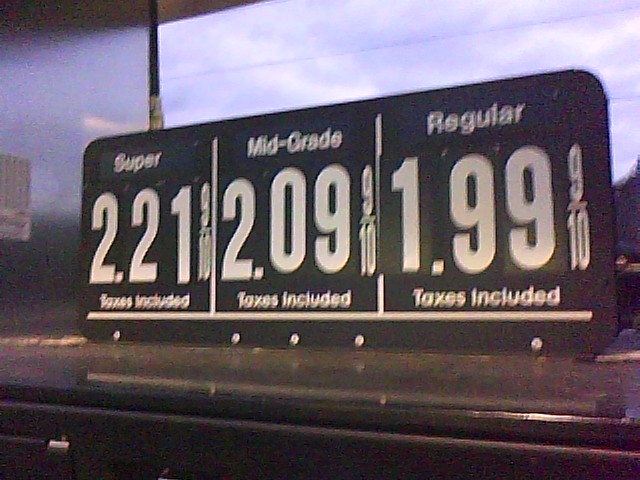 Super Mid-Grade Regular
2.21 9/10 2.09 9/10 1.99 9/10
Taxes Included Taxes Included Taxes Included